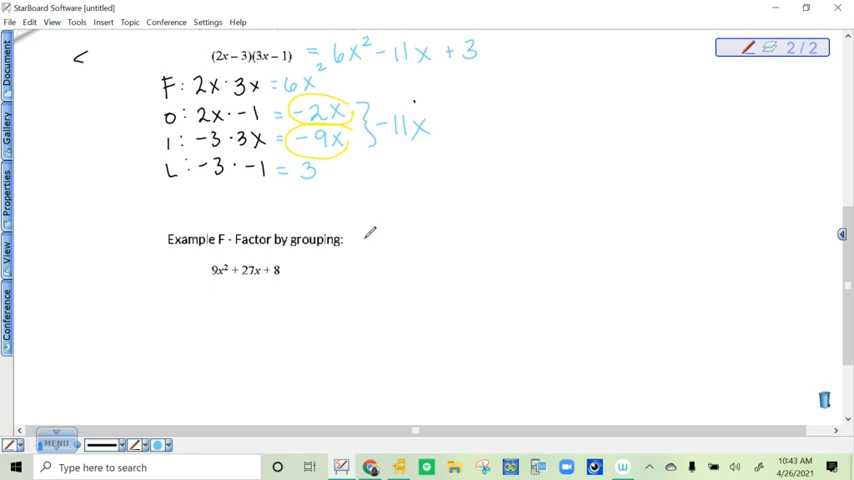 StarBoard Software [untitled]
File Edit View Tools Insert Topic Conference Settings Help
(2x – 3)(3x – 1) = 6x² - 11x + 3
F: 2x · 3x = 6x²
O: 2x · -1 = -2x
I: -3 · 3x = -9x
} -11x
L: -3 · -1 = 3
Example F - Factor by grouping:
9x² + 27x + 8
2/2
Document
Gallery
Properties
View
Conference
MENU
Type here to search
10:43 AM
4/26/2021